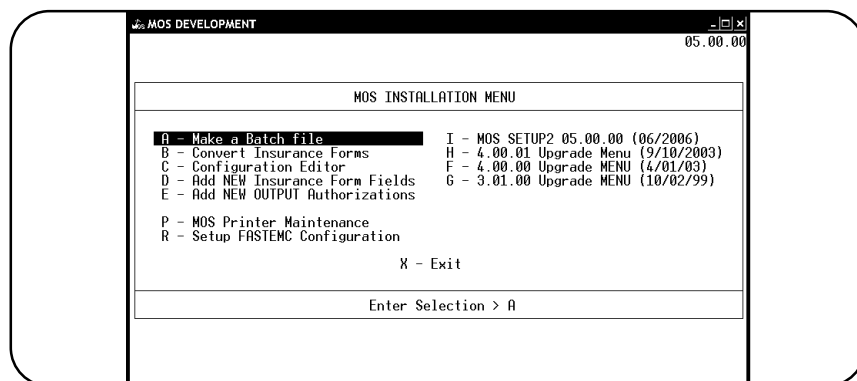 MOS DEVELOPMENT
05.00.00
MOS INSTALLATION MENU
A - Make a Batch file
B - Convert Insurance Forms
C - Configuration Editor
D - Add NEW Insurance Form Fields
E - Add NEW OUTPUT Authorizations
P - MOS Printer Maintenance
R - Setup FASTEMC Configuration
I - MOS SETUP2 05.00.00 (06/2006)
H - 4.00.01 Upgrade Menu (9/10/2003)
F - 4.00.00 Upgrade MENU (4/01/03)
G - 3.01.00 Upgrade MENU (10/02/99)
X - Exit
Enter Selection > A